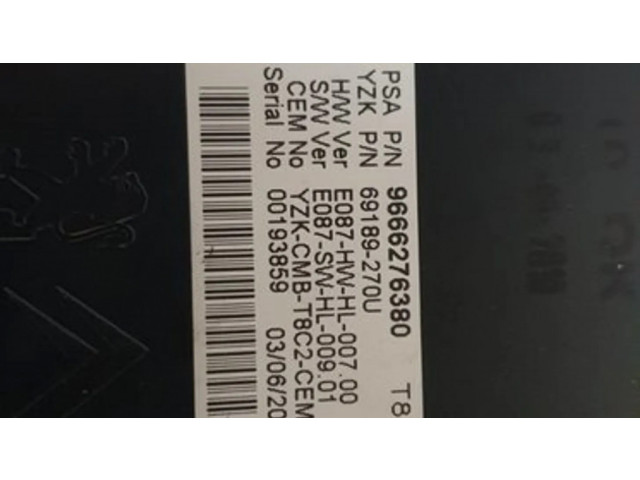 PSA P/N 9666276380 T8
YZK P/N 69189-270U
H/W Ver E087-HW-HL-007.00
S/W Ver E087-SW-HL-009.01
CEM No YZK-CMB-T8C2-CEM
Serial No 00193859 03/06/20